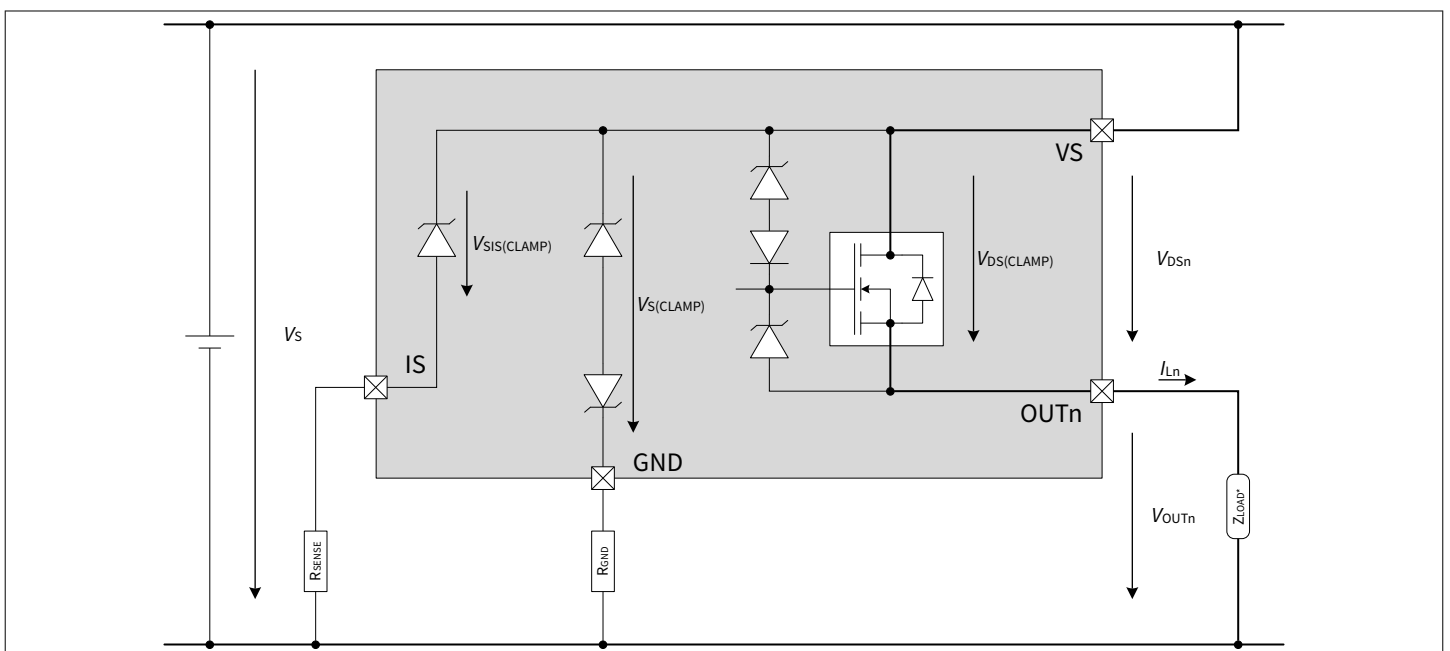 VS
VSIS(CLAMP)
VS(CLAMP)
VDS(CLAMP)
VDSn
VS
IS
ILn
OUTn
GND
VOUTn
RSENSE
RGND
ZLOAD*